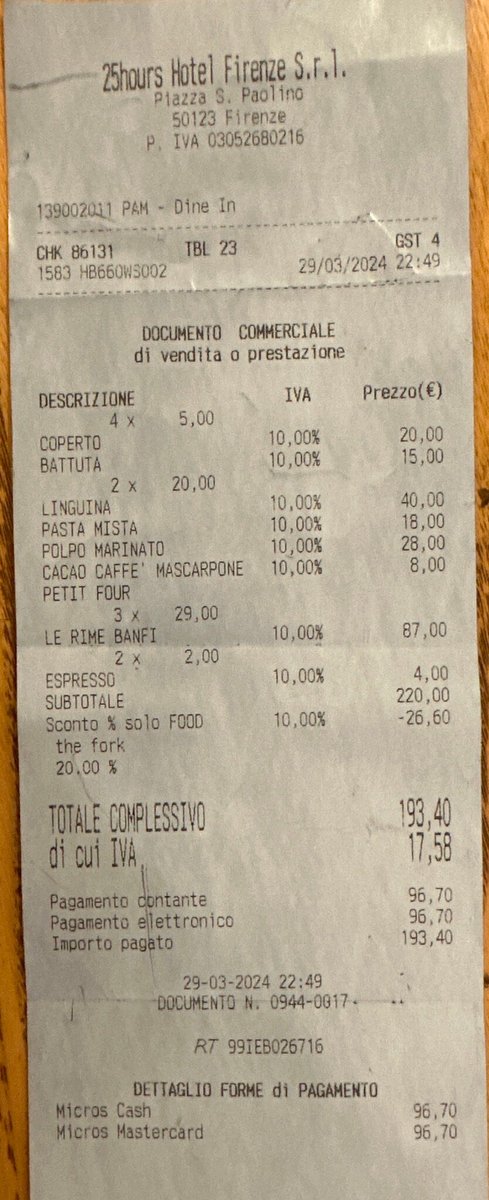 25hours Hotel Firenze S.r.l.
Piazza S. Paolino
50123 Firenze
P. IVA 03052680216
139002011 PAM - Dine In
CHK 86131 TBL 23 GST 4
1583 HB660WS002 29/03/2024 22:49
DOCUMENTO COMMERCIALE
di vendita o prestazione
DESCRIZIONE IVA Prezzo(€)
4 x 5,00
COPERTO 10,00% 20,00
BATTUTA 10,00% 15,00
2 x 20,00
LINGUINA 10,00% 40,00
PASTA MISTA 10,00% 18,00
POLPO MARINATO 10,00% 28,00
CACAO CAFFE' MASCARPONE 10,00% 8,00
PETIT FOUR
3 x 29,00
LE RIME BANFI 10,00% 87,00
2 x 2,00
ESPRESSO 10,00% 4,00
SUBTOTALE 220,00
Sconto % solo FOOD 10,00% -26,60
the fork
20.00 %
TOTALE COMPLESSIVO 193,40
di cui IVA 17,58
Pagamento contante 96,70
Pagamento elettronico 96,70
Importo pagato 193,40
29-03-2024 22:49
DOCUMENTO N. 0944-0017
RT 99IEB026716
DETTAGLIO FORME di PAGAMENTO
Micros Cash 96,70
Micros Mastercard 96,70